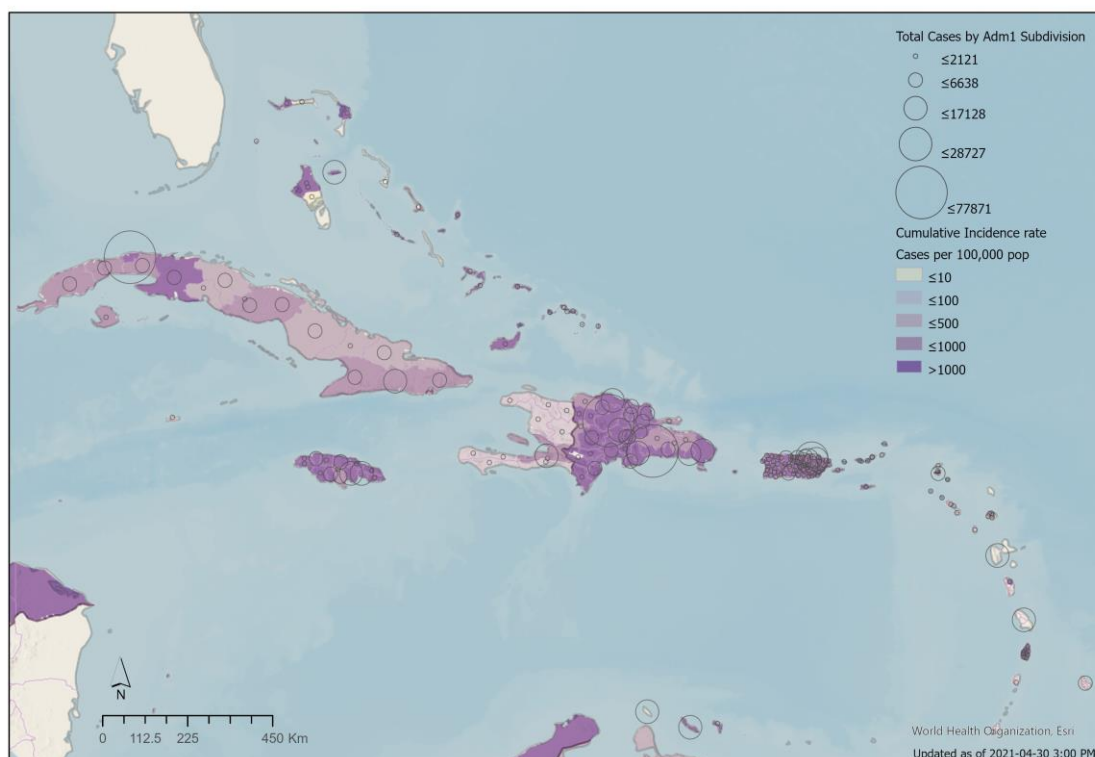 Total Cases by Adm1 Subdivision
≤2121
≤6638
≤17128
≤28727
≤77871
Cumulative Incidence rate
Cases per 100,000 pop
≤10
≤100
≤500
≤1000
>1000
N
0 112.5 225 450 Km
World Health Organization, Esri
Updated as of 2021-04-30 3:00 PM